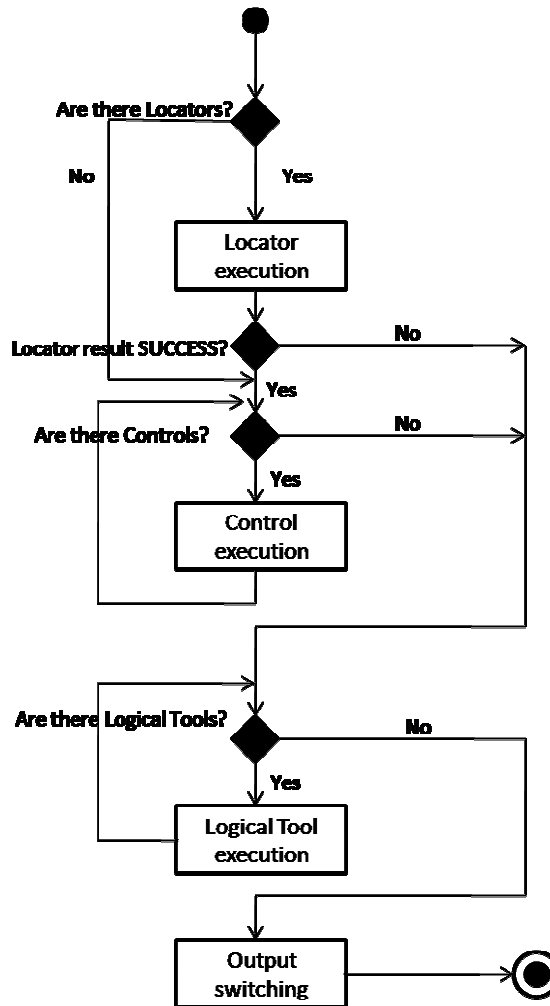 Are there Locators?
No
Yes
Locator
execution
No
Locator result SUCCESS?
Yes
No
Are there Controls?
Yes
Control
execution
Are there Logical Tools?
No
Yes
Logical Tool
execution
Output
switching